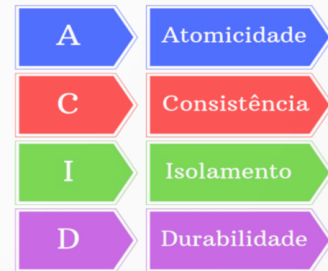 A Atomicidade
C Consistência
I Isolamento
D Durabilidade